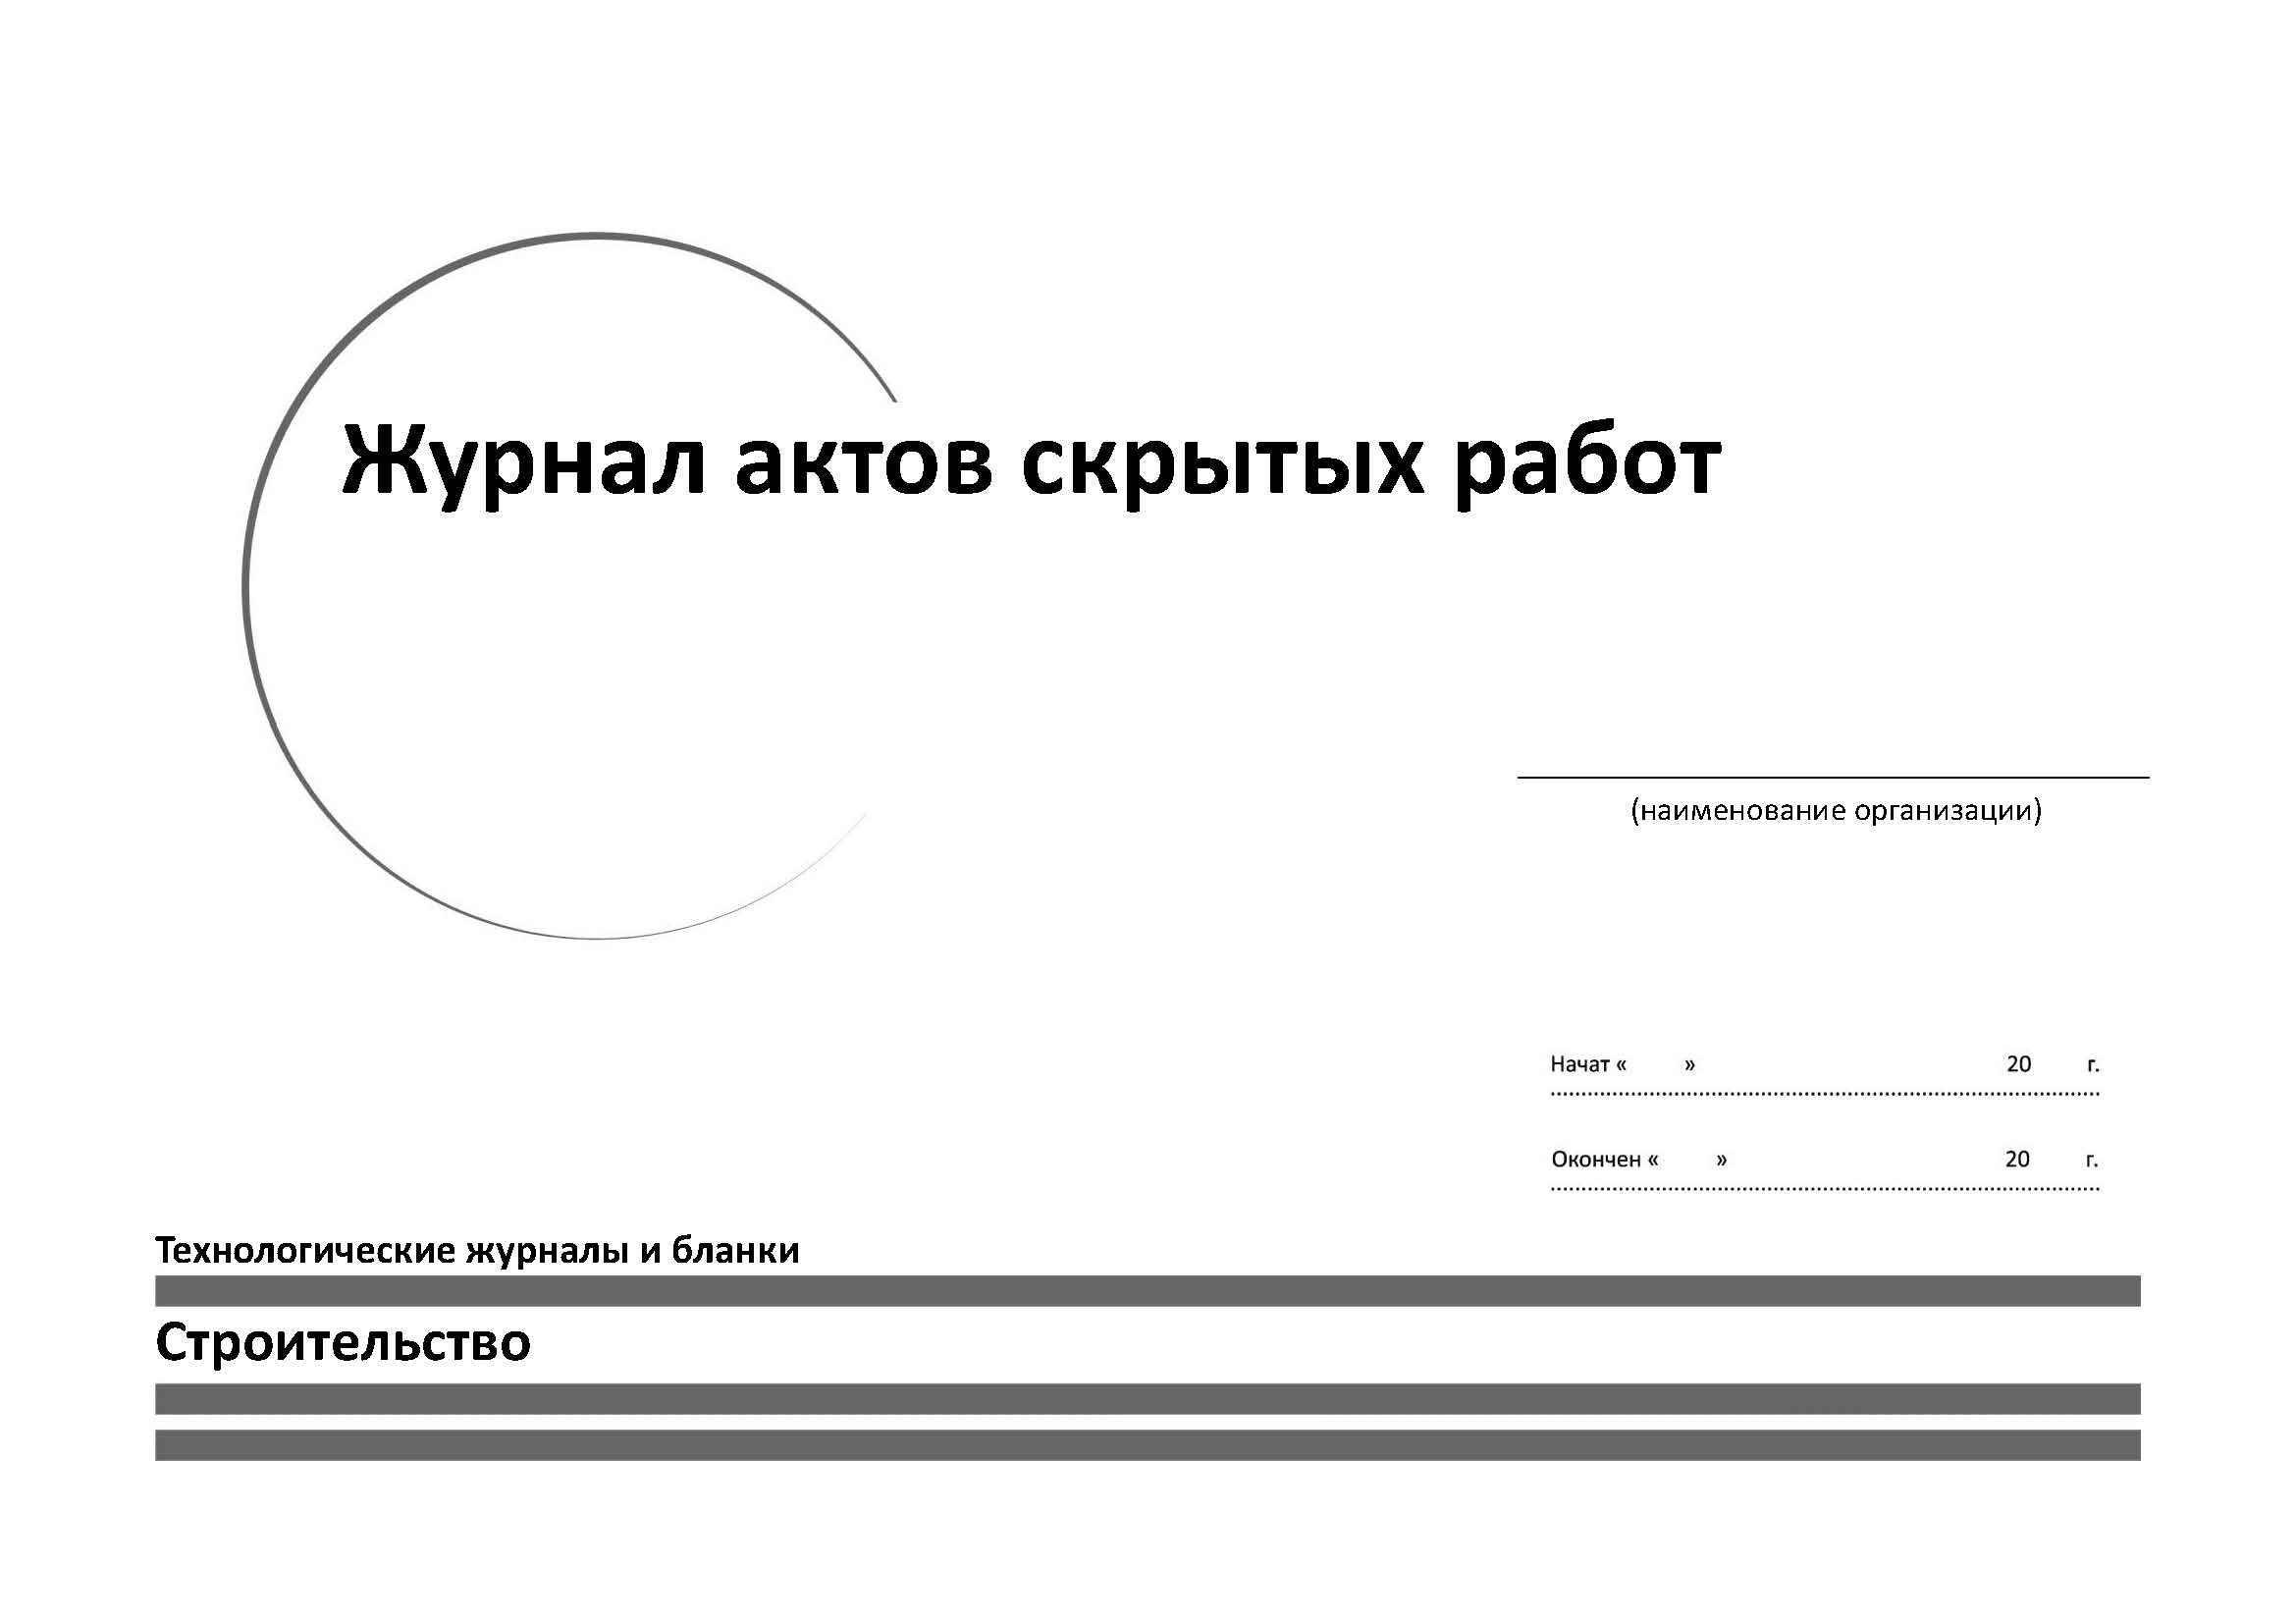 Журнал актов скрытых работ
(наименование организации)
Начат « » 20 г.
Окончен « » 20 г.
Технологические журналы и бланки
Строительство